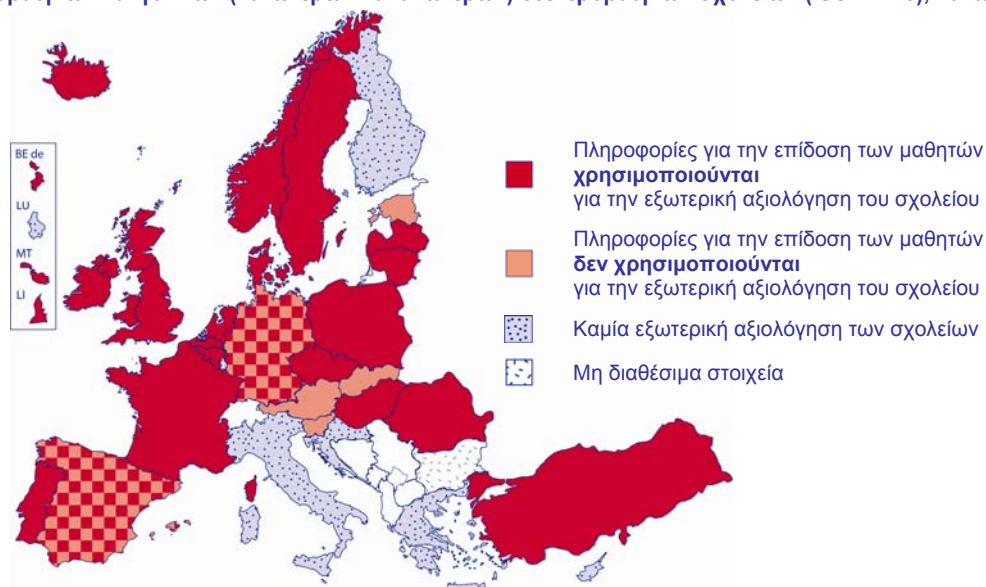 BE de
LU
MT
LI
Πληροφορίες για την επίδοση των μαθητών
χρησιμοποιούνται
για την εξωτερική αξιολόγηση του σχολείου
Πληροφορίες για την επίδοση των μαθητών
δεν χρησιμοποιούνται
για την εξωτερική αξιολόγηση του σχολείου
Καμία εξωτερική αξιολόγηση των σχολείων
Μη διαθέσιμα στοιχεία